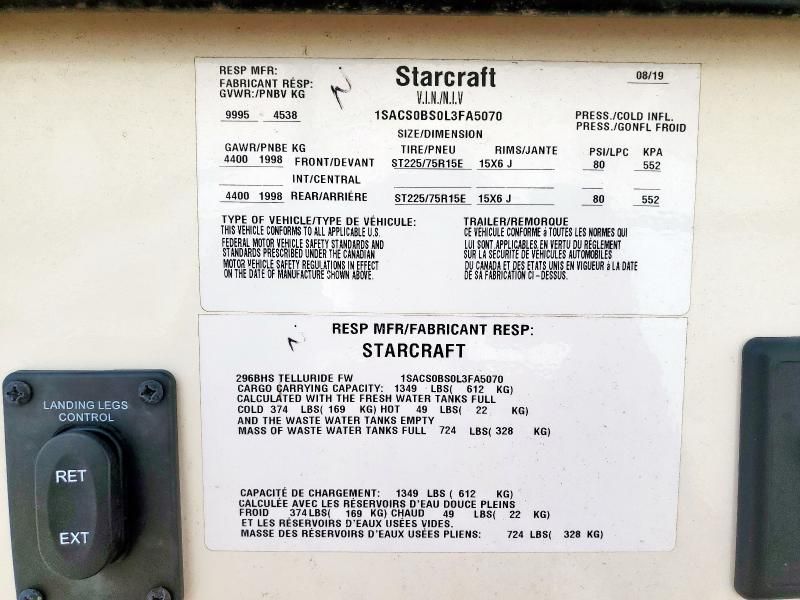 RESP MFR: Starcraft 08/19
FABRICANT RÉSP:
GVWR:/PNBV KG V.I.N./N.I.V
9995 4538 1SACS0BS0L3FA5070 PRESS./COLD INFL.
PRESS./GONFL FROID
SIZE/DIMENSION
GAWR/PNBE KG TIRE/PNEU RIMS/JANTE PSI/LPC KPA
4400 1998 FRONT/DEVANT ST225/75R15E 15X6 J 80 552
INT/CENTRAL
4400 1998 REAR/ARRIÉRE ST225/75R15E 15X6 J 80 552
TYPE OF VEHICLE/TYPE DE VÉHICULE: TRAILER/REMORQUE
THIS VEHICLE CONFORMS TO ALL APPLICABLE U.S.
FEDERAL MOTOR VEHICLE SAFETY STANDARDS AND
STANDARDS PRESCRIBED UNDER THE CANADIAN
MOTOR VEHICLE SAFETY REGULATIONS IN EFFECT
ON THE DATE OF MANUFACTURE SHOWN ABOVE.
CE VÉHICULE CONFORME à TOUTES LES NORMES QUI
LUI SONT APPLICABLES EN VERTU DU RÈGLEMENT
SUR LA SECURITE DE VÉHICULES AUTOMOBILES
DU CANADA ET DES ETATS UNIS EN VIGUEUR à LA DATE
DE SA FABRICATION CI-DESSUS.
RESP MFR/FABRICANT RESP:
STARCRAFT
296BHS TELLURIDE FW 1SACS0BS0L3FA5070
CARGO CARRYING CAPACITY: 1349 LBS( 612 KG)
CALCULATED WITH THE FRESH WATER TANKS FULL
COLD 374 LBS( 169 KG) HOT 49 LBS( 22 KG)
AND THE WASTE WATER TANKS EMPTY
MASS OF WASTE WATER TANKS FULL 724 LBS( 328 KG)
CAPACITÉ DE CHARGEMENT: 1349 LBS ( 612 KG)
CALCULÉE AVEC LES RÉSERVOIRS D'EAU DOUCE PLEINS
FROID 374LBS( 169 KG) CHAUD 49 LBS( 22 KG)
ET LES RÉSERVOIRS D'EAUX USÉES VIDES.
MASSE DES RÉSERVOIRS D'EAUX USÉES PLIENS: 724 LBS( 328 KG)
LANDING LEGS
CONTROL
RET
EXT